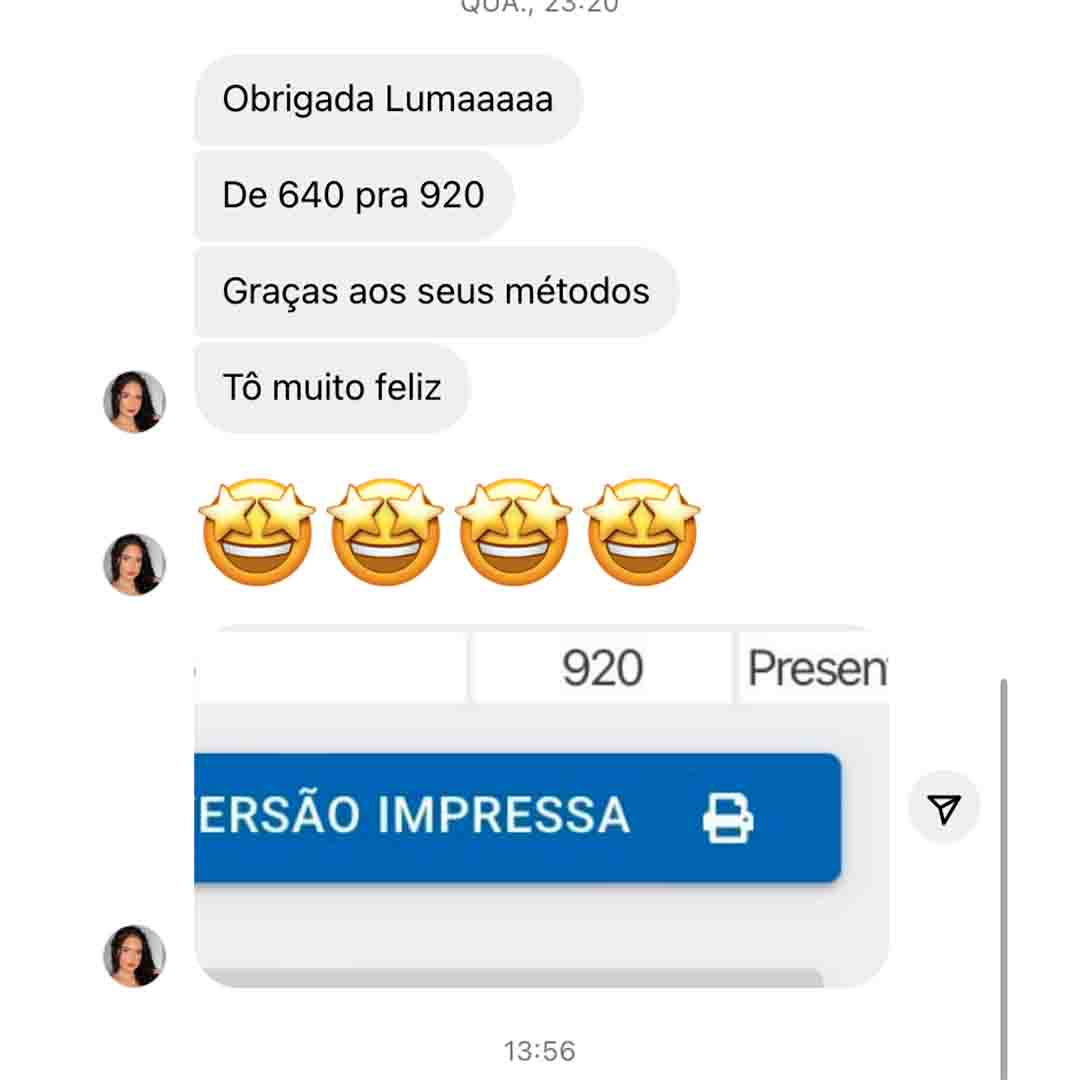 QUA., 23:20
Obrigada Lumaaaaa
De 640 pra 920
Graças aos seus métodos
Tô muito feliz
920 Presen
ERSÃO IMPRESSA
13:56